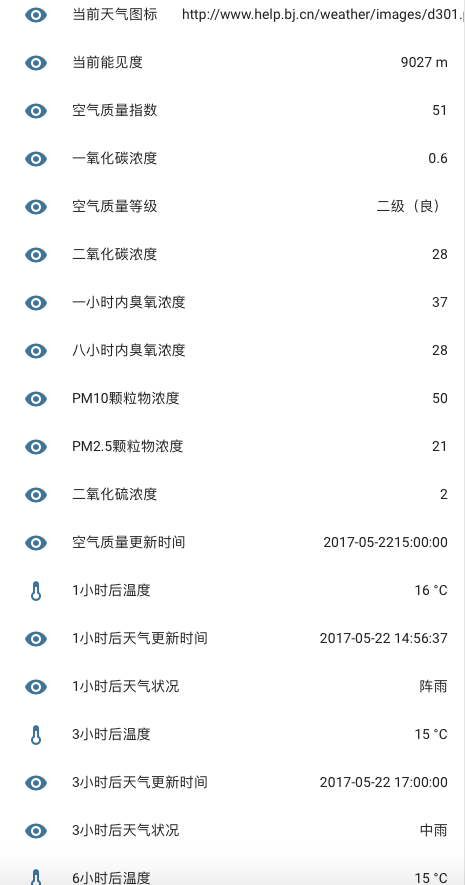 当前天气图标 http://www.help.bj.cn/weather/images/d301.
当前能见度 9027 m
空气质量指数 51
一氧化碳浓度 0.6
空气质量等级 二级（良）
二氧化碳浓度 28
一小时内臭氧浓度 37
八小时内臭氧浓度 28
PM10颗粒物浓度 50
PM2.5颗粒物浓度 21
二氧化硫浓度 2
空气质量更新时间 2017-05-2215:00:00
1小时后温度 16 °C
1小时后天气更新时间 2017-05-22 14:56:37
1小时后天气状况 阵雨
3小时后温度 15 °C
3小时后天气更新时间 2017-05-22 17:00:00
3小时后天气状况 中雨
6小时后温度 15 °C